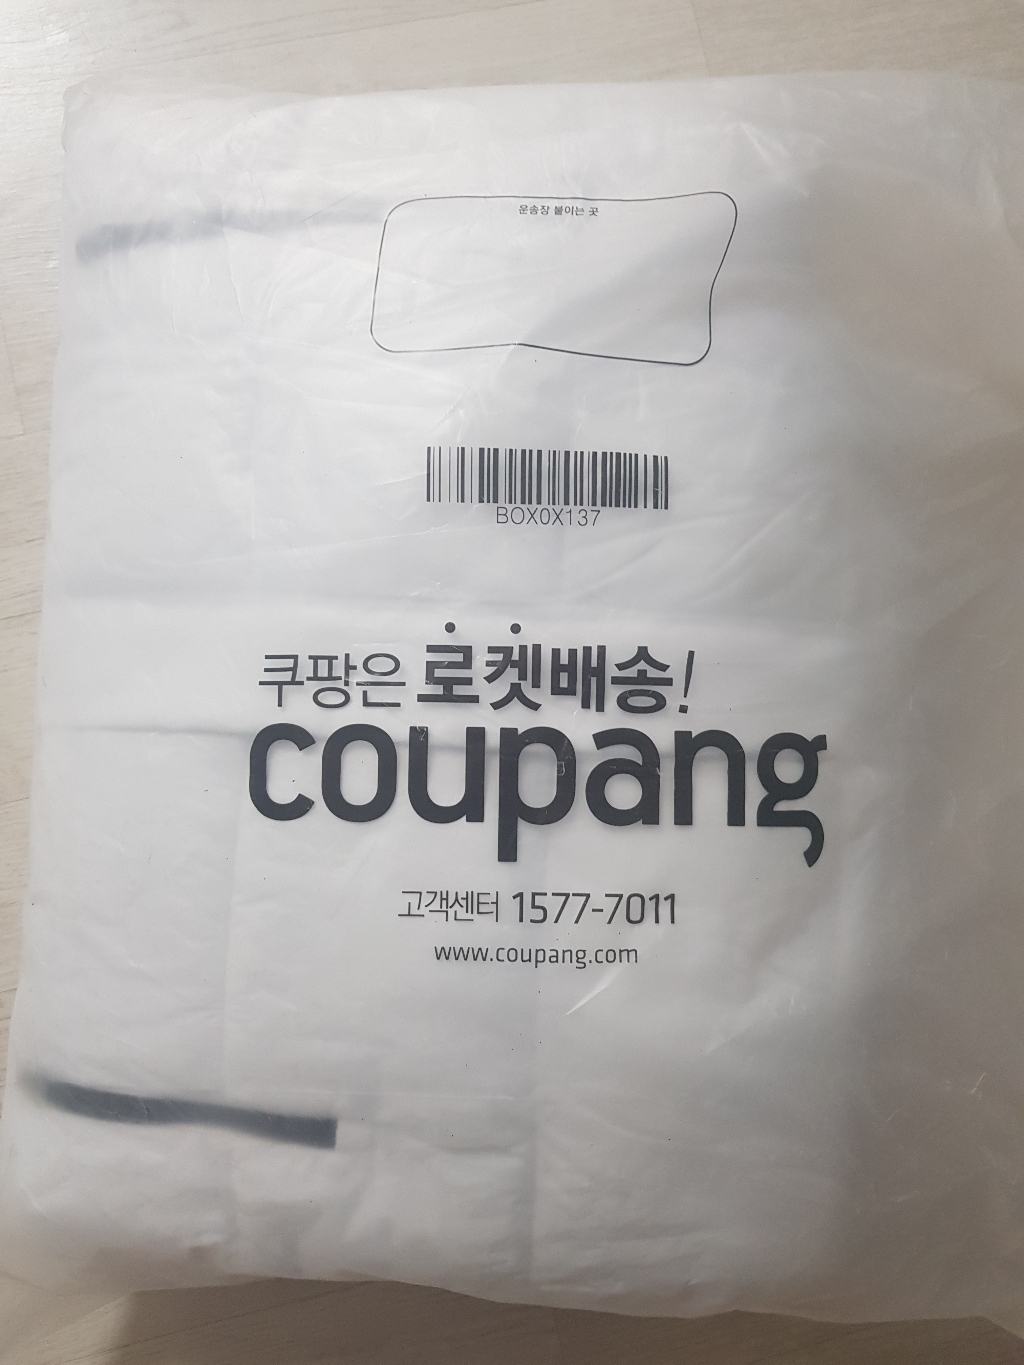 운송장 붙이는 곳
BOX0X137
쿠팡은 로켓배송!
coupang
고객센터 1577-7011
www.coupang.com